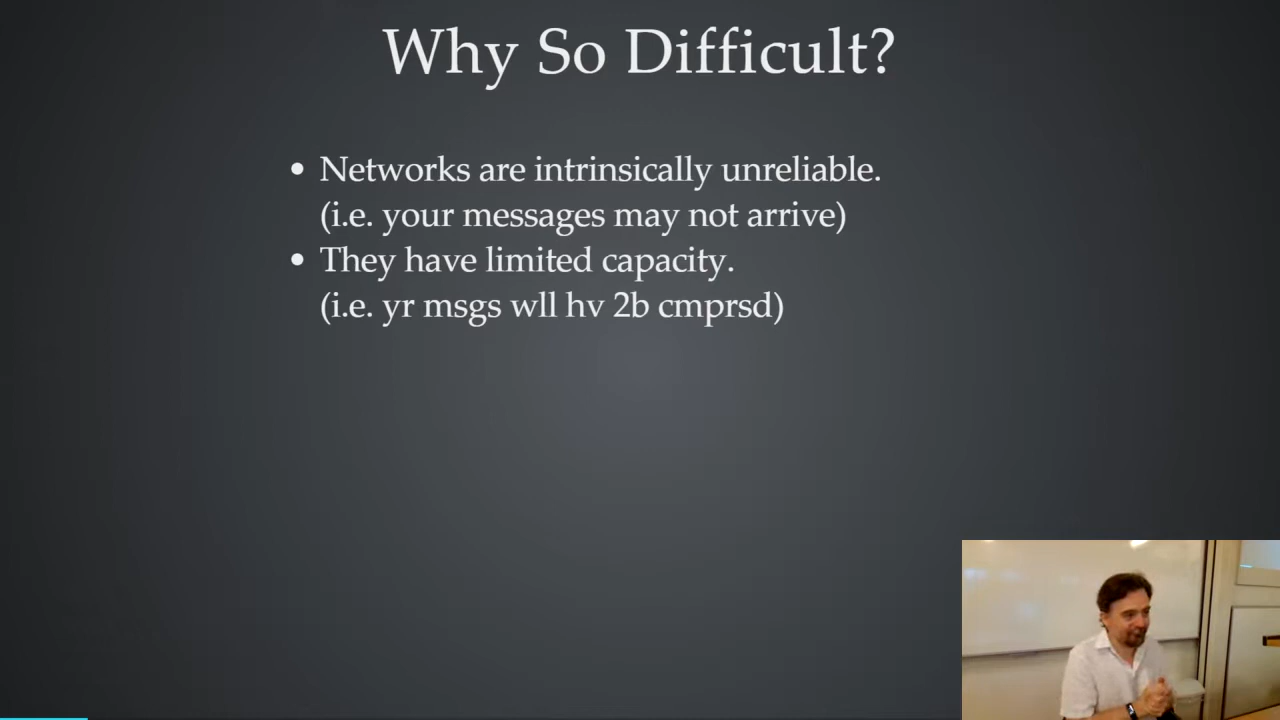 Why So Difficult?
• Networks are intrinsically unreliable.
(i.e. your messages may not arrive)
• They have limited capacity.
(i.e. yr msgs wll hv 2b cmprsd)